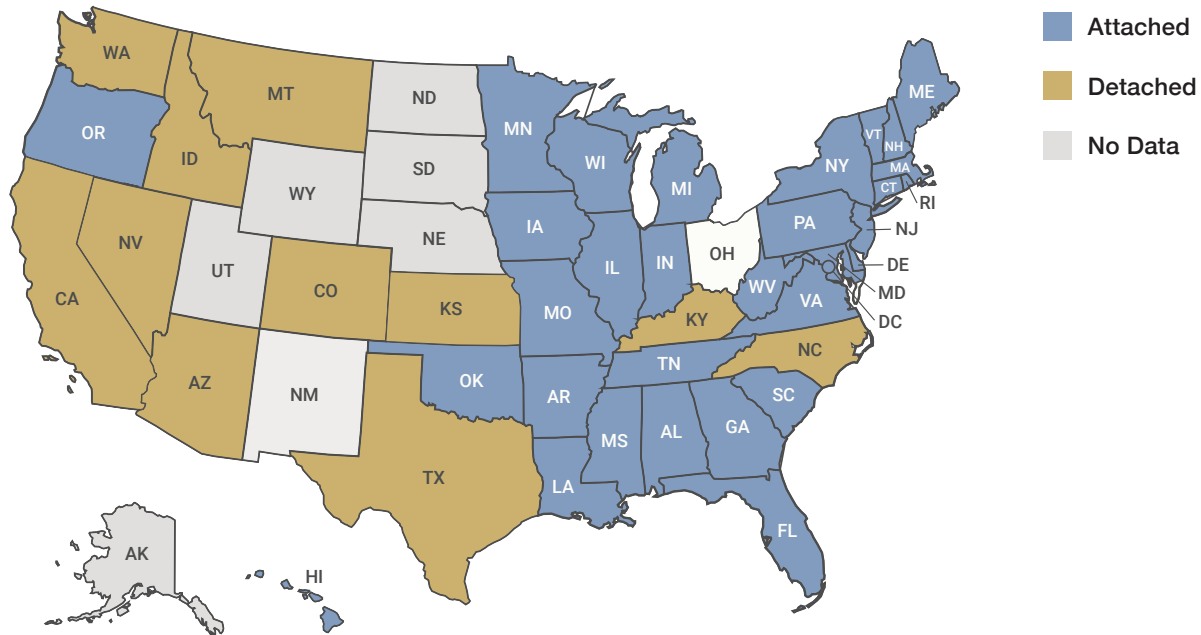 Attached
Detached
No Data
WA
OR
MT
ID
ND
SD
WY
NE
NV
UT
CA
CO
KS
AZ
NM
OK
TX
MN
IA
MO
AR
LA
WI
IL
MI
IN
OH
KY
TN
MS
AL
GA
FL
SC
NC
VA
WV
PA
NY
VT
NH
ME
MA
CT
RI
NJ
DE
MD
DC
AK
HI